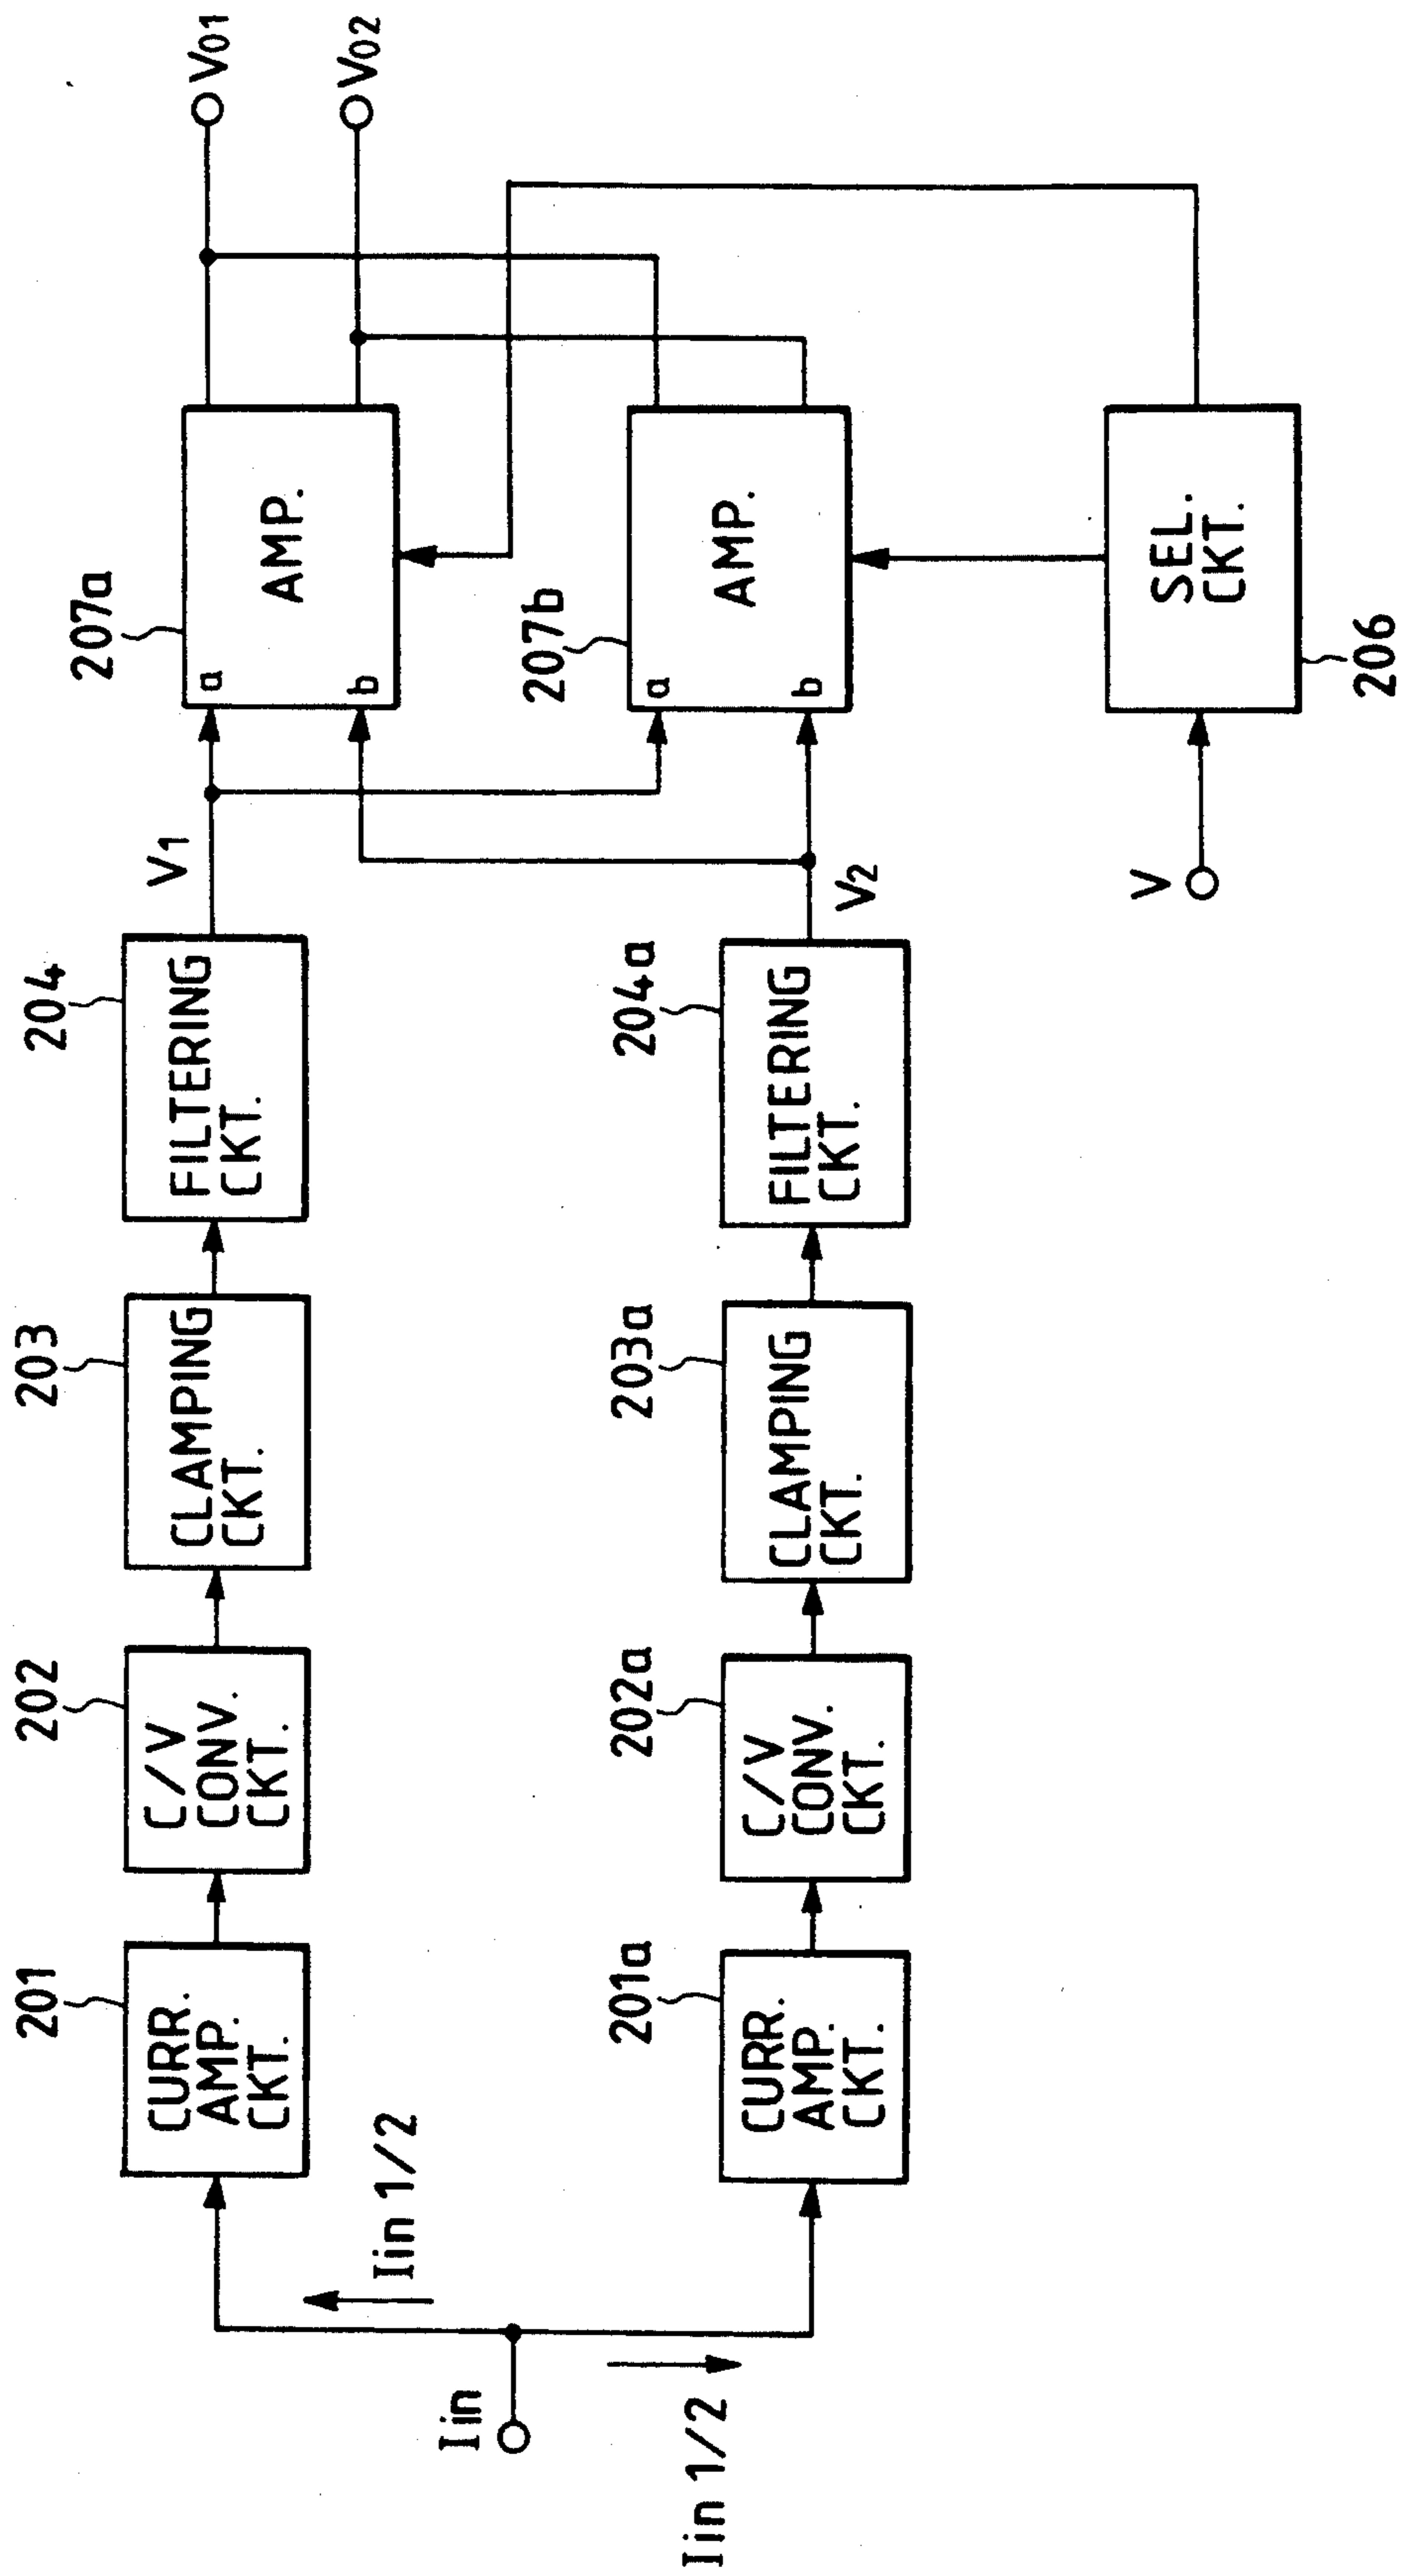 201
CURR.
AMP.
CKT.
202
C/V
CONV.
CKT.
203
CLAMPING
CKT.
204
FILTERING
CKT.
V1
207a
a
b
AMP.
V01
V02
Iin
Iin 1/2
Iin 1/2
201a
CURR.
AMP.
CKT.
202a
C/V
CONV.
CKT.
203a
CLAMPING
CKT.
204a
FILTERING
CKT.
V2
207b
a
b
AMP.
V
SEL.
CKT.
206